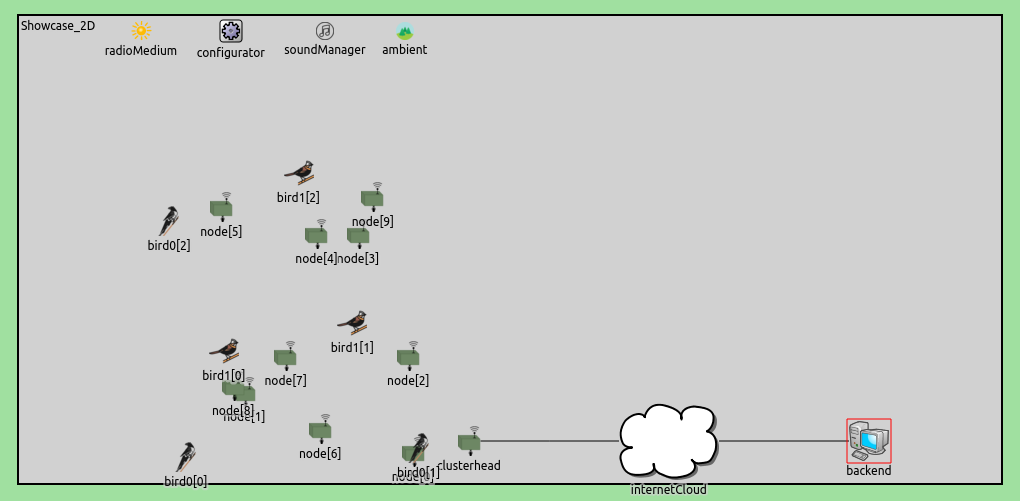 Showcase_2D
radioMedium
configurator
soundManager
ambient
bird1[2]
node[9]
node[5]
bird0[2]
node[4]
node[3]
bird1[1]
bird1[0]
node[7]
node[2]
node[8]
node[1]
node[6]
clusterhead
bird0[1]
backend
bird0[0]
internetCloud